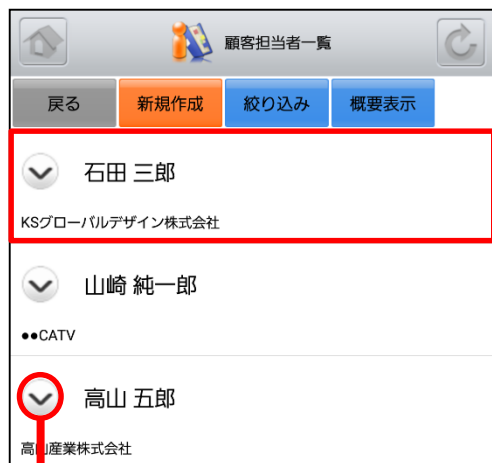 顧客担当者一覧
戻る 新規作成 絞り込み 概要表示
石田 三郎
KSグローバルデザイン株式会社
山崎 純一郎
●●CATV
高山 五郎
高山産業株式会社